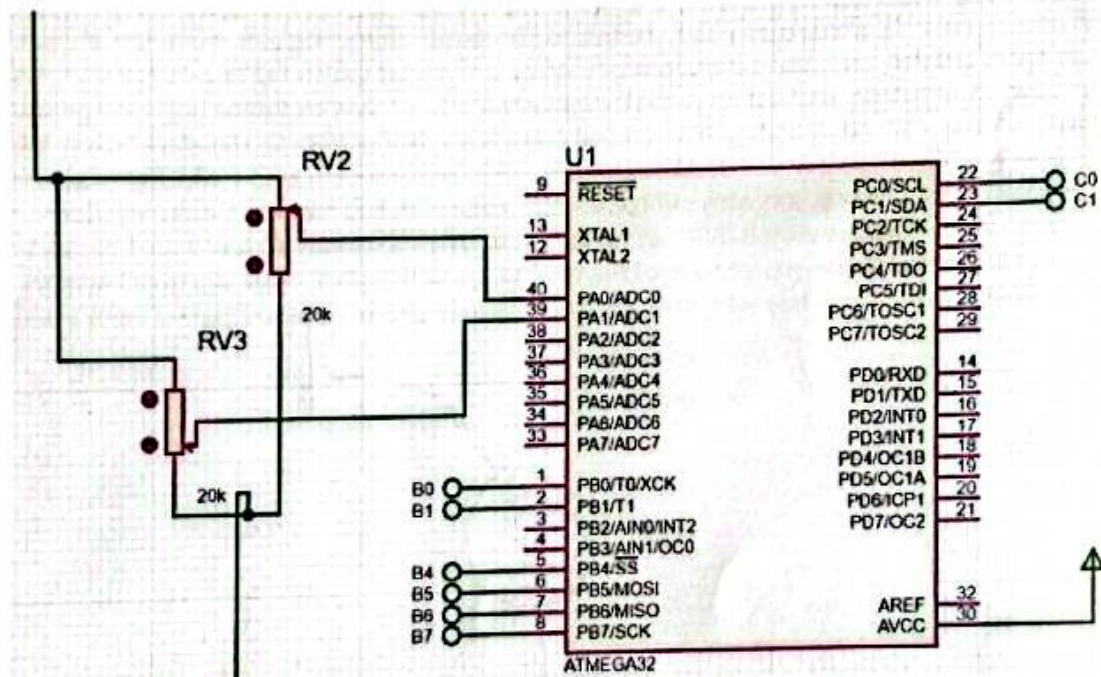 RV2
20k
RV3
20k
U1
9 RESET
13 XTAL1
12 XTAL2
40 PA0/ADC0
39 PA1/ADC1
38 PA2/ADC2
37 PA3/ADC3
36 PA4/ADC4
35 PA5/ADC5
34 PA6/ADC6
33 PA7/ADC7
B0 1 PB0/T0/XCK
B1 2 PB1/T1
3 PB2/AIN0/INT2
4 PB3/AIN1/OC0
B4 5 PB4/SS
B5 6 PB5/MOSI
B6 7 PB6/MISO
B7 8 PB7/SCK
PC0/SCL 22 C0
PC1/SDA 23 C1
PC2/TCK 24
PC3/TMS 25
PC4/TDO 26
PC5/TDI 27
PC6/TOSC1 28
PC7/TOSC2 29
PD0/RXD 14
PD1/TXD 15
PD2/INT0 16
PD3/INT1 17
PD4/OC1B 18
PD5/OC1A 19
PD6/ICP1 20
PD7/OC2 21
AREF 32
AVCC 30
ATMEGA32